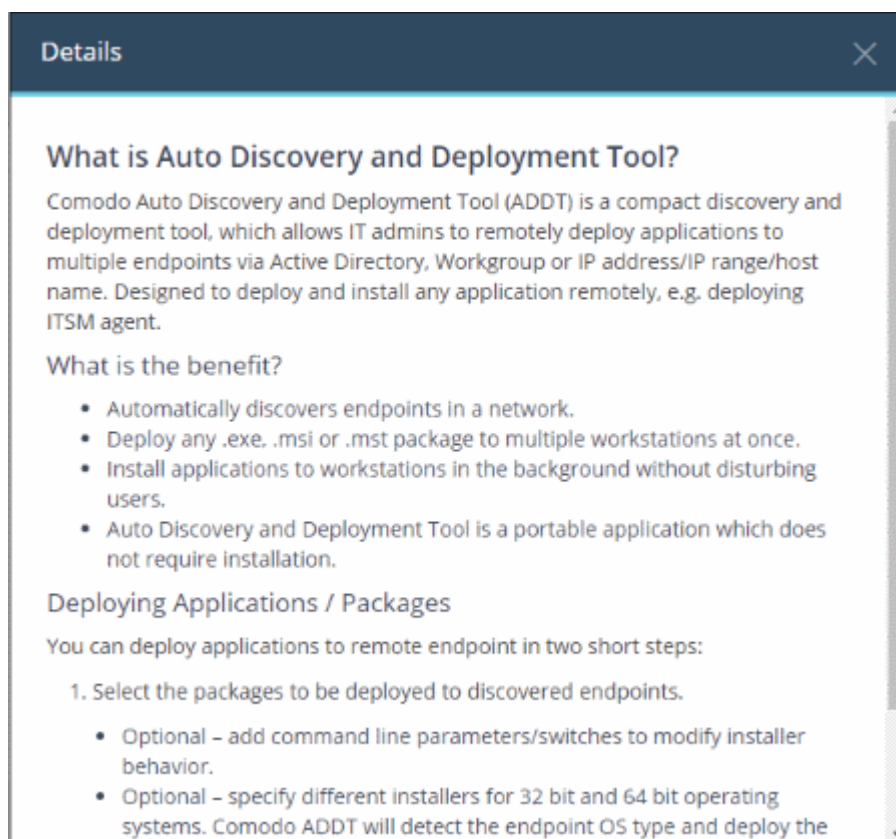 Details
What is Auto Discovery and Deployment Tool?
Comodo Auto Discovery and Deployment Tool (ADDT) is a compact discovery and
deployment tool, which allows IT admins to remotely deploy applications to
multiple endpoints via Active Directory, Workgroup or IP address/IP range/host
name. Designed to deploy and install any application remotely, e.g. deploying
ITSM agent.
What is the benefit?
• Automatically discovers endpoints in a network.
• Deploy any .exe, .msi or .mst package to multiple workstations at once.
• Install applications to workstations in the background without disturbing
users.
• Auto Discovery and Deployment Tool is a portable application which does
not require installation.
Deploying Applications / Packages
You can deploy applications to remote endpoint in two short steps:
1. Select the packages to be deployed to discovered endpoints.
• Optional – add command line parameters/switches to modify installer
behavior.
• Optional – specify different installers for 32 bit and 64 bit operating
systems. Comodo ADDT will detect the endpoint OS type and deploy the